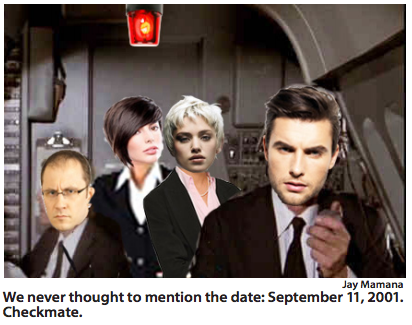 Jay Mamana
We never thought to mention the date: September 11, 2001.
Checkmate.